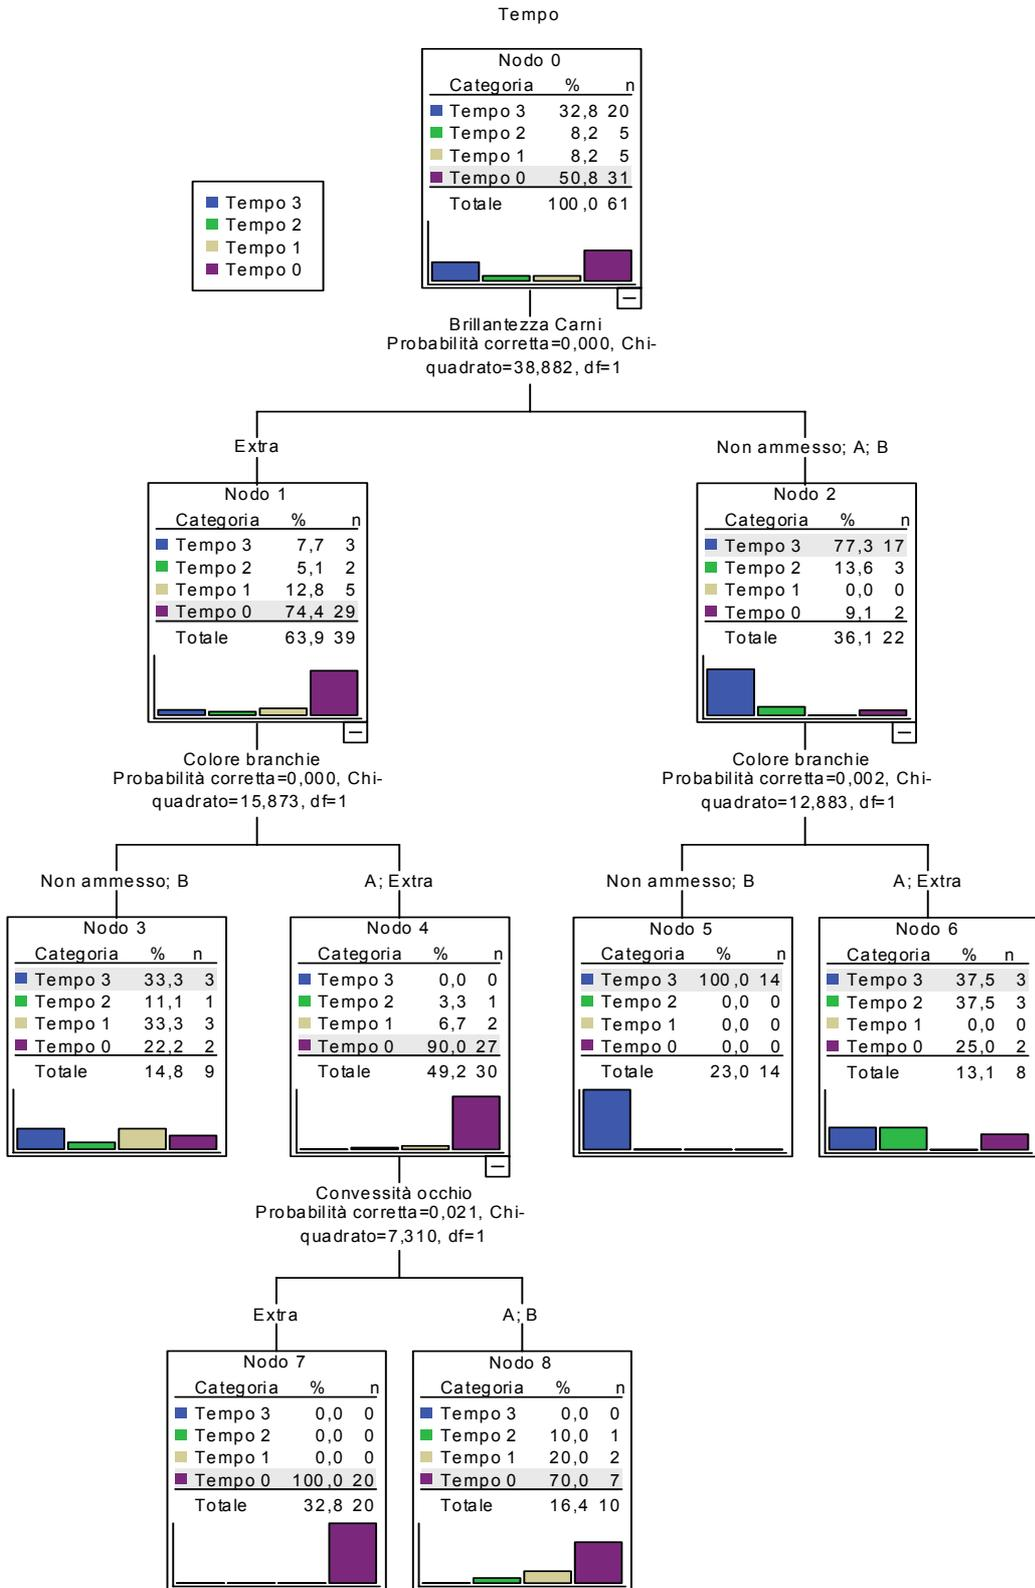 Tempo
Nodo 0
Categoria % n
Tempo 3 32,8 20
Tempo 2 8,2 5
Tempo 1 8,2 5
Tempo 0 50,8 31
Totale 100,0 61
Tempo 3
Tempo 2
Tempo 1
Tempo 0
Brillantezza Carni
Probabilità corretta=0,000, Chi-
quadrato=38,882, df=1
Extra
Non ammesso; A; B
Nodo 1
Categoria % n
Tempo 3 7,7 3
Tempo 2 5,1 2
Tempo 1 12,8 5
Tempo 0 74,4 29
Totale 63,9 39
Nodo 2
Categoria % n
Tempo 3 77,3 17
Tempo 2 13,6 3
Tempo 1 0,0 0
Tempo 0 9,1 2
Totale 36,1 22
Colore branchie
Probabilità corretta=0,000, Chi-
quadrato=15,873, df=1
Colore branchie
Probabilità corretta=0,002, Chi-
quadrato=12,883, df=1
Non ammesso; B
A; Extra
Non ammesso; B
A; Extra
Nodo 3
Categoria % n
Tempo 3 33,3 3
Tempo 2 11,1 1
Tempo 1 33,3 3
Tempo 0 22,2 2
Totale 14,8 9
Nodo 4
Categoria % n
Tempo 3 0,0 0
Tempo 2 3,3 1
Tempo 1 6,7 2
Tempo 0 90,0 27
Totale 49,2 30
Nodo 5
Categoria % n
Tempo 3 100,0 14
Tempo 2 0,0 0
Tempo 1 0,0 0
Tempo 0 0,0 0
Totale 23,0 14
Nodo 6
Categoria % n
Tempo 3 37,5 3
Tempo 2 37,5 3
Tempo 1 0,0 0
Tempo 0 25,0 2
Totale 13,1 8
Convessità occhio
Probabilità corretta=0,021, Chi-
quadrato=7,310, df=1
Extra
A; B
Nodo 7
Categoria % n
Tempo 3 0,0 0
Tempo 2 0,0 0
Tempo 1 0,0 0
Tempo 0 100,0 20
Totale 32,8 20
Nodo 8
Categoria % n
Tempo 3 0,0 0
Tempo 2 10,0 1
Tempo 1 20,0 2
Tempo 0 70,0 7
Totale 16,4 10